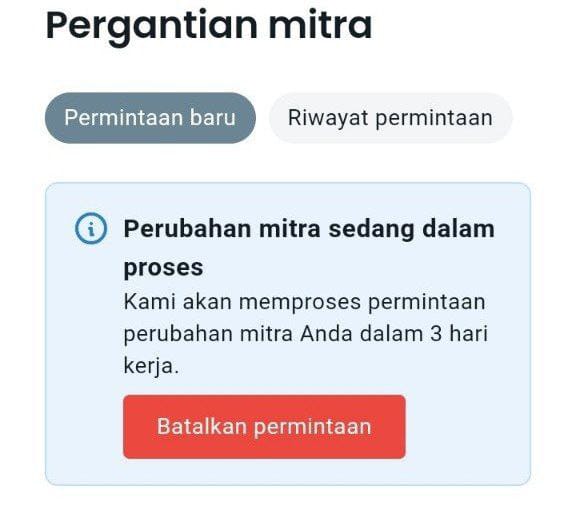 Pergantian mitra
Permintaan baru
Riwayat permintaan
Perubahan mitra sedang dalam
proses
Kami akan memproses permintaan
perubahan mitra Anda dalam 3 hari
kerja.
Batalkan permintaan